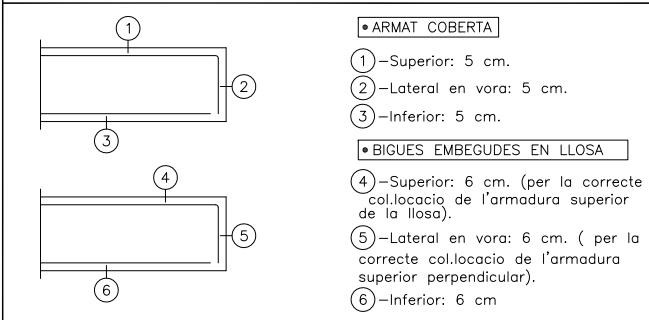 1
2
3
4
5
6
• ARMAT COBERTA
1 -Superior: 5 cm.
2 -Lateral en vora: 5 cm.
3 -Inferior: 5 cm.
• BIGUES EMBEGUDES EN LLOSA
4 -Superior: 6 cm. (per la correcte
col.locacio de l'armadura superior
de la llosa).
5 -Lateral en vora: 6 cm. ( per la
correcte col.locacio de l'armadura
superior perpendicular).
6 -Inferior: 6 cm